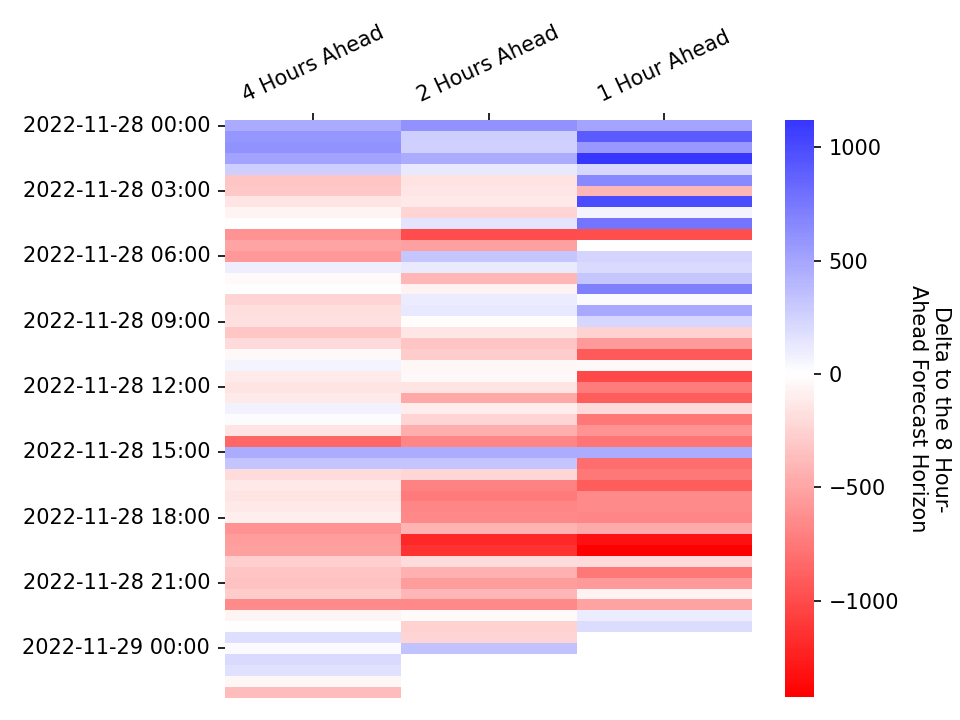 4 Hours Ahead
2 Hours Ahead
1 Hour Ahead
2022-11-28 00:00
2022-11-28 03:00
2022-11-28 06:00
2022-11-28 09:00
2022-11-28 12:00
2022-11-28 15:00
2022-11-28 18:00
2022-11-28 21:00
2022-11-29 00:00
1000
500
0
−500
−1000
Delta to the 8 Hour-
Ahead Forecast Horizon